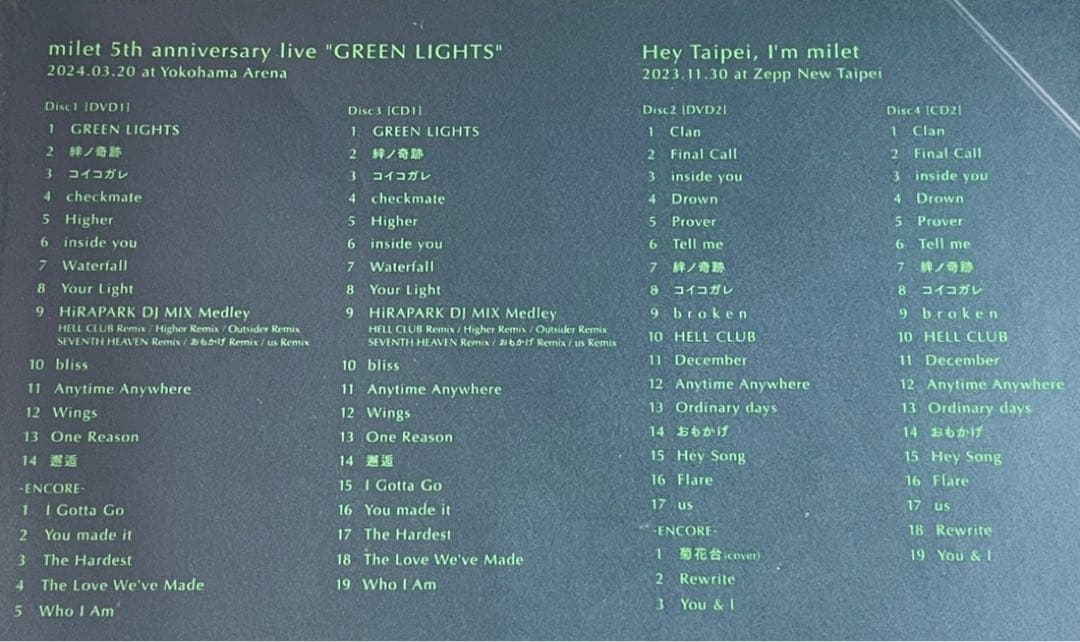 milet 5th anniversary live "GREEN LIGHTS"
2024.03.20 at Yokohama Arena
Disc1 [DVD1]
1 GREEN LIGHTS
2 絆ノ奇跡
3 コイコガレ
4 checkmate
5 Higher
6 inside you
7 Waterfall
8 Your Light
9 HiRAPARK DJ MIX Medley
HELL CLUB Remix / Higher Remix / Outsider Remix
SEVENTH HEAVEN Remix / おもかげ Remix / us Remix
10 bliss
11 Anytime Anywhere
12 Wings
13 One Reason
14 邂逅
-ENCORE-
1 I Gotta Go
2 You made it
3 The Hardest
4 The Love We've Made
5 Who I Am
Disc3 [CD1]
1 GREEN LIGHTS
2 絆ノ奇跡
3 コイコガレ
4 checkmate
5 Higher
6 inside you
7 Waterfall
8 Your Light
9 HiRAPARK DJ MIX Medley
HELL CLUB Remix / Higher Remix / Outsider Remix
SEVENTH HEAVEN Remix / おもかげ Remix / us Remix
10 bliss
11 Anytime Anywhere
12 Wings
13 One Reason
14 邂逅
15 I Gotta Go
16 You made it
17 The Hardest
18 The Love We've Made
19 Who I Am
Hey Taipei, I'm milet
2023.11.30 at Zepp New Taipei
Disc2 [DVD2]
1 Clan
2 Final Call
3 inside you
4 Drown
5 Prover
6 Tell me
7 絆ノ奇跡
8 コイコガレ
9 b r o k e n
10 HELL CLUB
11 December
12 Anytime Anywhere
13 Ordinary days
14 おもかげ
15 Hey Song
16 Flare
17 us
-ENCORE-
1 菊花台(cover)
2 Rewrite
3 You & I
Disc4 [CD2]
1 Clan
2 Final Call
3 inside you
4 Drown
5 Prover
6 Tell me
7 絆ノ奇跡
8 コイコガレ
9 b r o k e n
10 HELL CLUB
11 December
12 Anytime Anywhere
13 Ordinary days
14 おもかげ
15 Hey Song
16 Flare
17 us
18 Rewrite
19 You & I